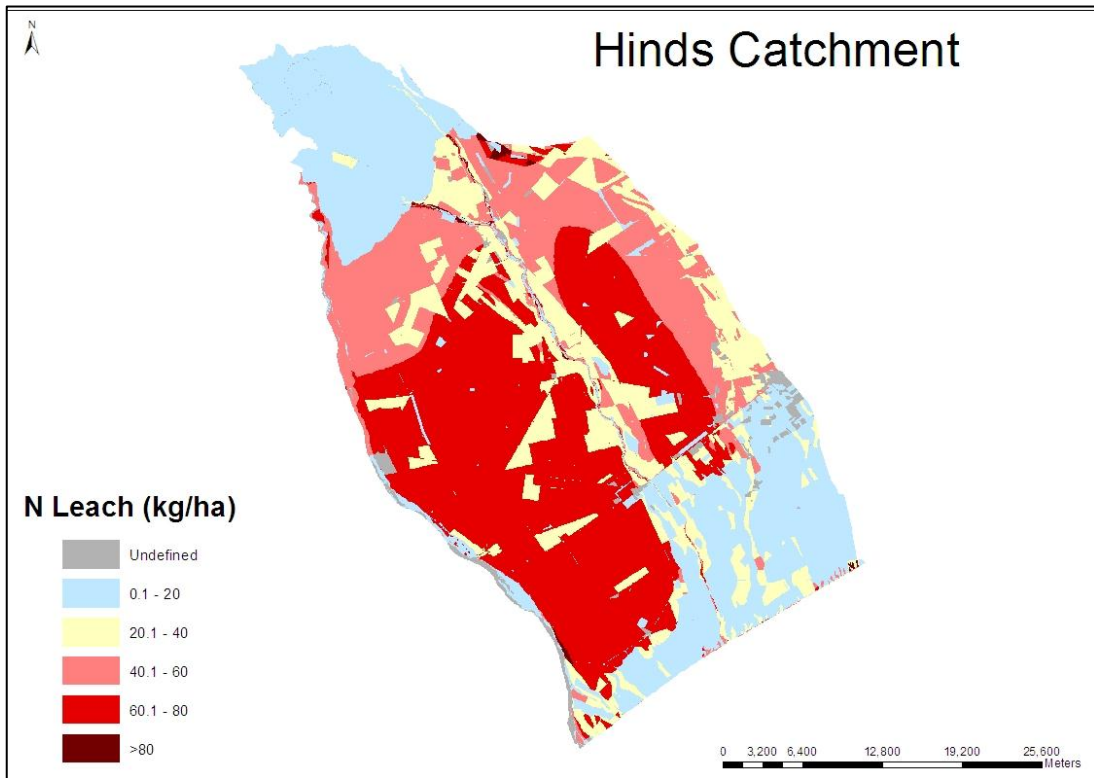 N
Hinds Catchment
N Leach (kg/ha)
Undefined
0.1 - 20
20.1 - 40
40.1 - 60
60.1 - 80
>80
0 3,200 6,400 12,800 19,200 25,600
Meters